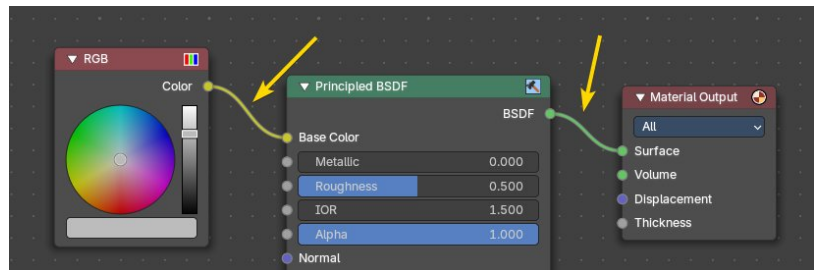 RGB
Color
Principled BSDF
BSDF
Base Color
Metallic 0.000
Roughness 0.500
IOR 1.500
Alpha 1.000
Normal
Material Output
All
Surface
Volume
Displacement
Thickness